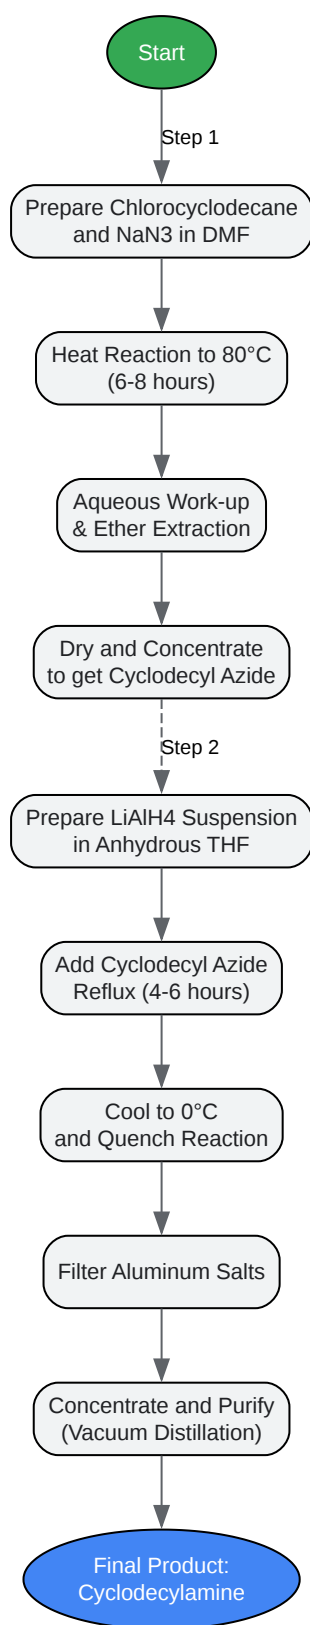 Start
Step 1
Prepare Chlorocyclodecane
and NaN3 in DMF
Heat Reaction to 80°C
(6-8 hours)
Aqueous Work-up
& Ether Extraction
Dry and Concentrate
to get Cyclodecyl Azide
Step 2
Prepare LiAlH4 Suspension
in Anhydrous THF
Add Cyclodecyl Azide
Reflux (4-6 hours)
Cool to 0°C
and Quench Reaction
Filter Aluminum Salts
Concentrate and Purify
(Vacuum Distillation)
Final Product:
Cyclodecylamine